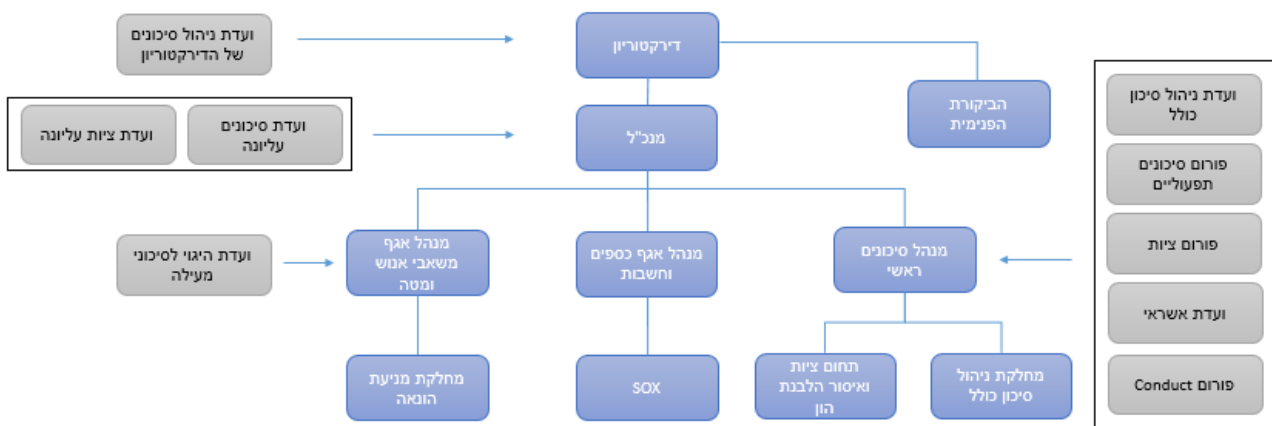 ועדת ניהול סיכונים
של הדירקטוריון
דירקטוריון
הביקורת
הפנימית
ועדת סיכונים
עליונה
ועדת ציות עליונה
מנכ"ל
ועדת ניהול סיכון
כולל
פורום סיכונים
תפעוליים
פורום ציות
ועדת אשראי
פורום Conduct
מנהל סיכונים
ראשי
מנהל אגף כספים
וחשבות
מנהל אגף
משאבי אנוש
ומטה
ועדת היגוי לסיכוני
מעילה
מחלקת ניהול
סיכון כולל
תחום ציות
ואיסור הלבנת
הון
SOX
מחלקת מניעת
הונאה